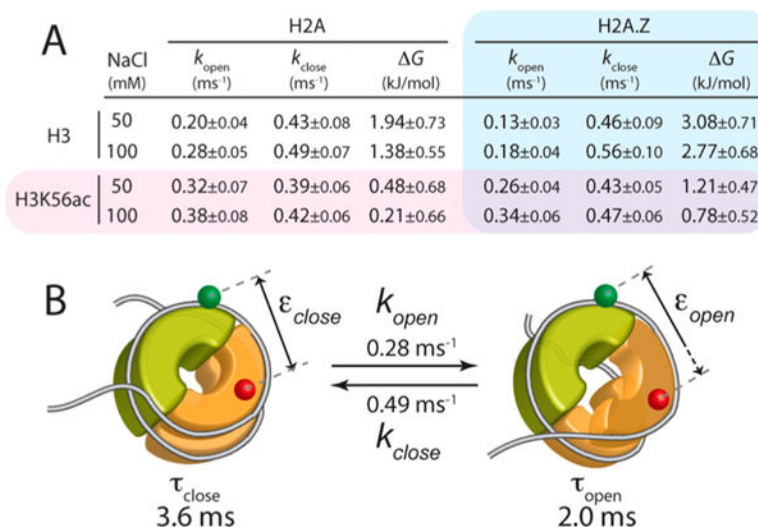 A
H2A H2A.Z
NaCl k_open k_close ΔG k_open k_close ΔG
(mM) (ms⁻¹) (ms⁻¹) (kJ/mol) (ms⁻¹) (ms⁻¹) (kJ/mol)
H3
50 0.20±0.04 0.43±0.08 1.94±0.73 0.13±0.03 0.46±0.09 3.08±0.71
100 0.28±0.05 0.49±0.07 1.38±0.55 0.18±0.04 0.56±0.10 2.77±0.68
H3K56ac
50 0.32±0.07 0.39±0.06 0.48±0.68 0.26±0.04 0.43±0.05 1.21±0.47
100 0.38±0.08 0.42±0.06 0.21±0.66 0.34±0.06 0.47±0.06 0.78±0.52
B
ε_close
k_open
0.28 ms⁻¹
0.49 ms⁻¹
k_close
ε_open
τ_close
3.6 ms
τ_open
2.0 ms